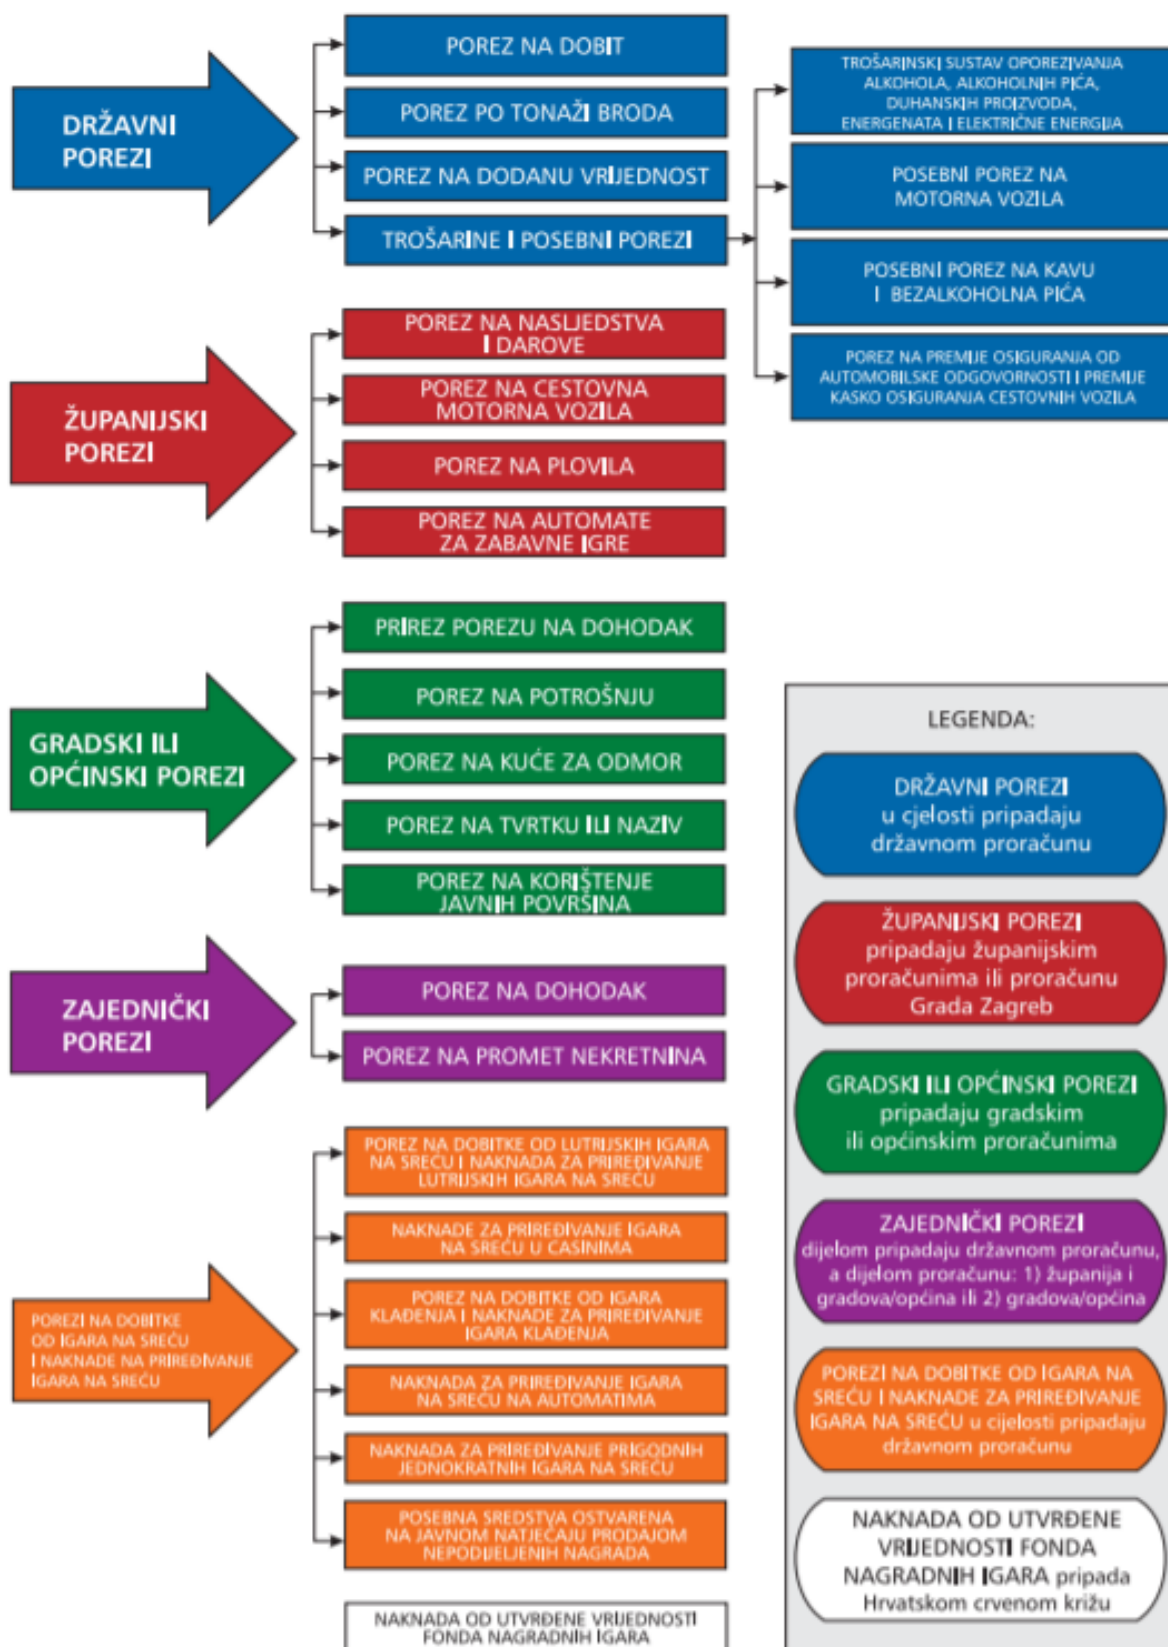 DRŽAVNI
POREZI
POREZ NA DOBIT
POREZ PO TONAŽI BRODA
POREZ NA DODANU VRIJEDNOST
TROŠARINE I POSEBNI POREZI
TROŠARINSKI SUSTAV OPOREZIVANJA
ALKOHOLA, ALKOHOLNIH PIĆA,
DUHANSKIH PROIZVODA,
ENERGENATA I ELEKTRIČNE ENERGIJA
POSEBNI POREZ NA
MOTORNA VOZILA
POSEBNI POREZ NA KAVU
I BEZALKOHOLNA PIĆA
POREZ NA PREMIJE OSIGURANJA OD
AUTOMOBILSKE ODGOVORNOSTI I PREMIJE
KASKO OSIGURANJA CESTOVNIH VOZILA
ŽUPANIJSKI
POREZI
POREZ NA NASLJEDSTVA
I DAROVE
POREZ NA CESTOVNA
MOTORNA VOZILA
POREZ NA PLOVILA
POREZ NA AUTOMATE
ZA ZABAVNE IGRE
GRADSKI ILI
OPĆINSKI POREZI
PRIREZ POREZU NA DOHODAK
POREZ NA POTROŠNJU
POREZ NA KUĆE ZA ODMOR
POREZ NA TVRTKU ILI NAZIV
POREZ NA KORIŠTENJE
JAVNIH POVRŠINA
ZAJEDNIČKI
POREZI
POREZ NA DOHODAK
POREZ NA PROMET NEKRETNINA
POREZI NA DOBITKE
OD IGARA NA SREĆU
I NAKNADE NA PRIREĐIVANJE
IGARA NA SREĆU
POREZ NA DOBITKE OD LUTRIJSKIH IGARA
NA SREĆU I NAKNADA ZA PRIREĐIVANJE
LUTRIJSKIH IGARA NA SREĆU
NAKNADE ZA PRIREĐIVANJE IGARA
NA SREĆU U CASINIMA
POREZ NA DOBITKE OD IGARA
KLAĐENJA I NAKNADE ZA PRIREĐIVANJE
IGARA KLAĐENJA
NAKNADA ZA PRIREĐIVANJE IGARA
NA SREĆU NA AUTOMATIMA
NAKNADA ZA PRIREĐIVANJE PRIGODNIH
JEDNOKRATNIH IGARA NA SREĆU
POSEBNA SREDSTVA OSTVARENA
NA JAVNOM NATJEČAJU PRODAJOM
NEPODIJELJENIH NAGRADA
NAKNADA OD UTVRĐENE VRIJEDNOSTI
FONDA NAGRADNIH IGARA
LEGENDA:
DRŽAVNI POREZI
u cjelosti pripadaju
državnom proračunu
ŽUPANIJSKI POREZI
pripadaju županijskim
proračunima ili proračunu
Grada Zagreb
GRADSKI ILI OPĆINSKI POREZI
pripadaju gradskim
ili općinskim proračunima
ZAJEDNIČKI POREZI
dijelom pripadaju državnom proračunu,
a dijelom proračunu: 1) županija i
gradova/općina ili 2) gradova/općina
POREZI NA DOBITKE OD IGARA NA
SREĆU I NAKNADE ZA PRIREĐIVANJE
IGARA NA SREĆU u cijelosti pripadaju
državnom proračunu
NAKNADA OD UTVRĐENE
VRIJEDNOSTI FONDA
NAGRADNIH IGARA pripada
Hrvatskom crvenom križu